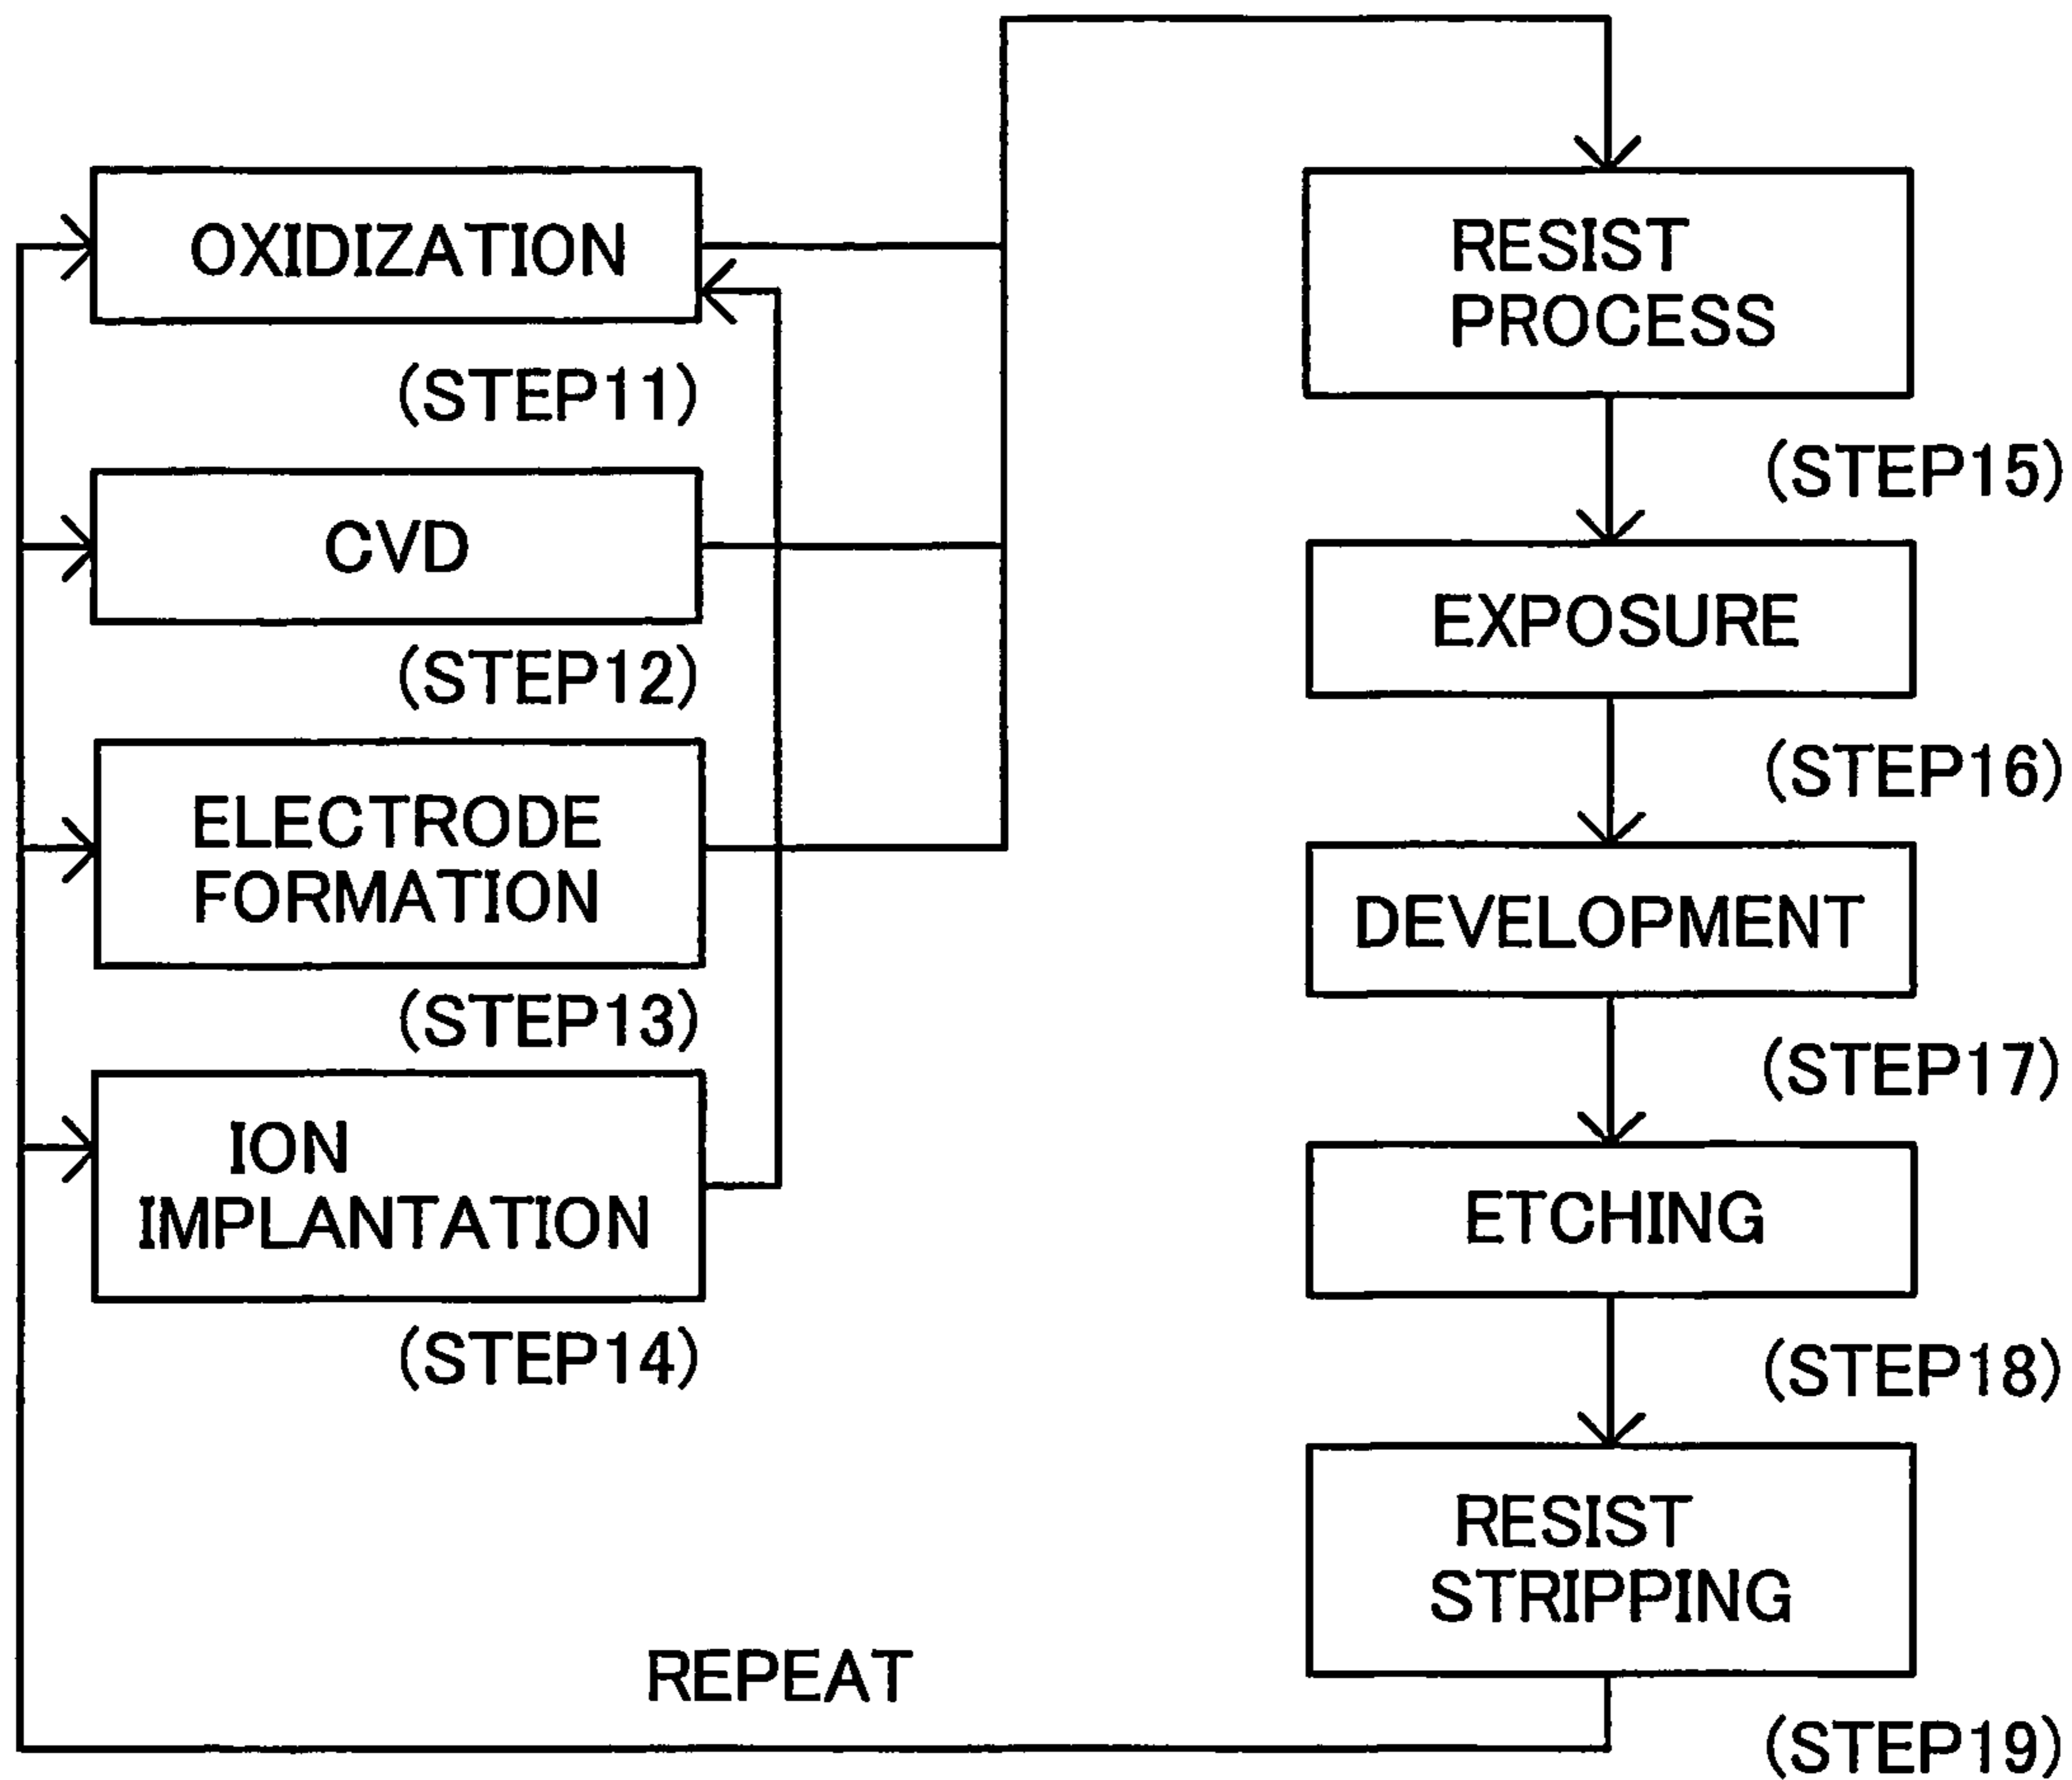 OXIDIZATION
(STEP11)
CVD
(STEP12)
ELECTRODE
FORMATION
(STEP13)
ION
IMPLANTATION
(STEP14)
RESIST
PROCESS
(STEP15)
EXPOSURE
(STEP16)
DEVELOPMENT
(STEP17)
ETCHING
(STEP18)
RESIST
STRIPPING
(STEP19)
REPEAT